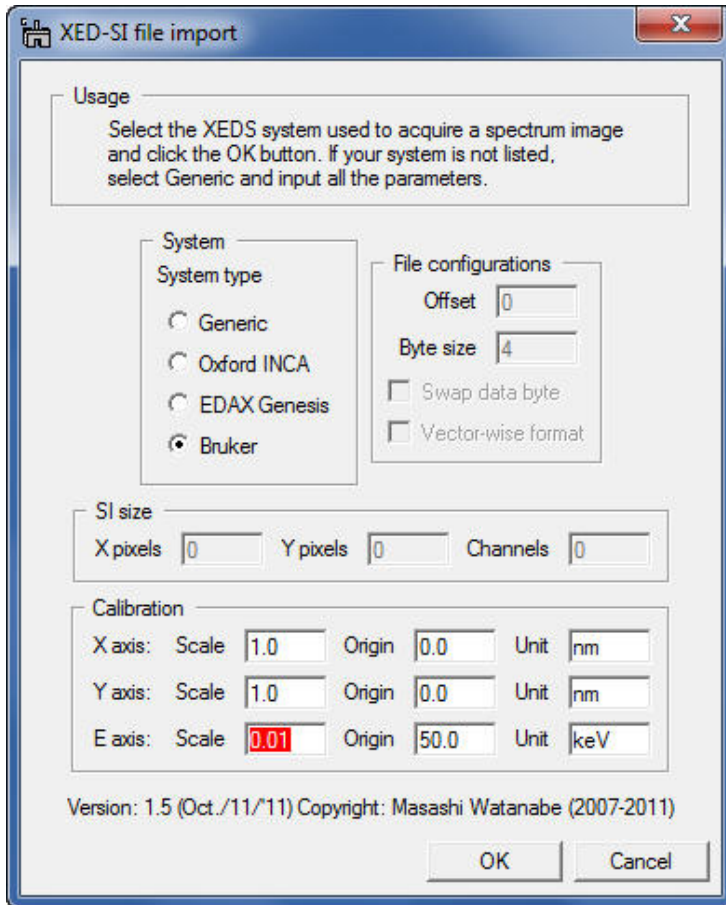 XED-SI file import
Usage
Select the XEDS system used to acquire a spectrum image
and click the OK button. If your system is not listed,
select Generic and input all the parameters.
System
System type
Generic
Oxford INCA
EDAX Genesis
Bruker
File configurations
Offset 0
Byte size 4
Swap data byte
Vector-wise format
SI size
X pixels 0 Y pixels 0 Channels 0
Calibration
X axis: Scale 1.0 Origin 0.0 Unit nm
Y axis: Scale 1.0 Origin 0.0 Unit nm
E axis: Scale 0.01 Origin 50.0 Unit keV
Version: 1.5 (Oct./11/'11) Copyright: Masashi Watanabe (2007-2011)
OK Cancel